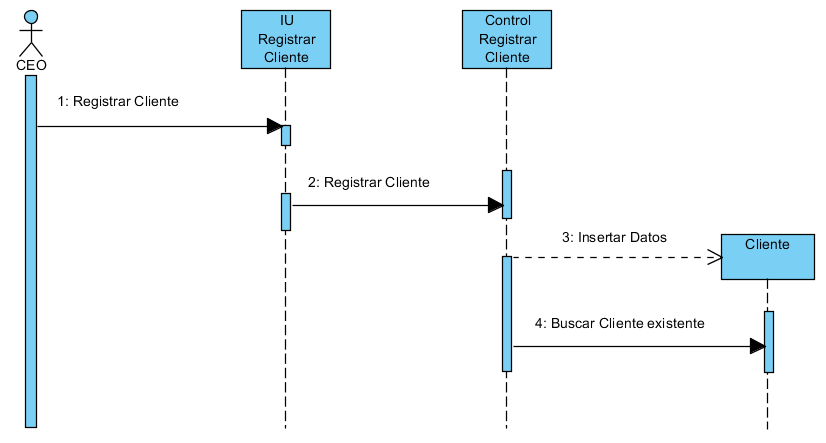 CEO
IU
Registrar
Cliente
Control
Registrar
Cliente
1: Registrar Cliente
2: Registrar Cliente
3: Insertar Datos
Cliente
4: Buscar Cliente existente